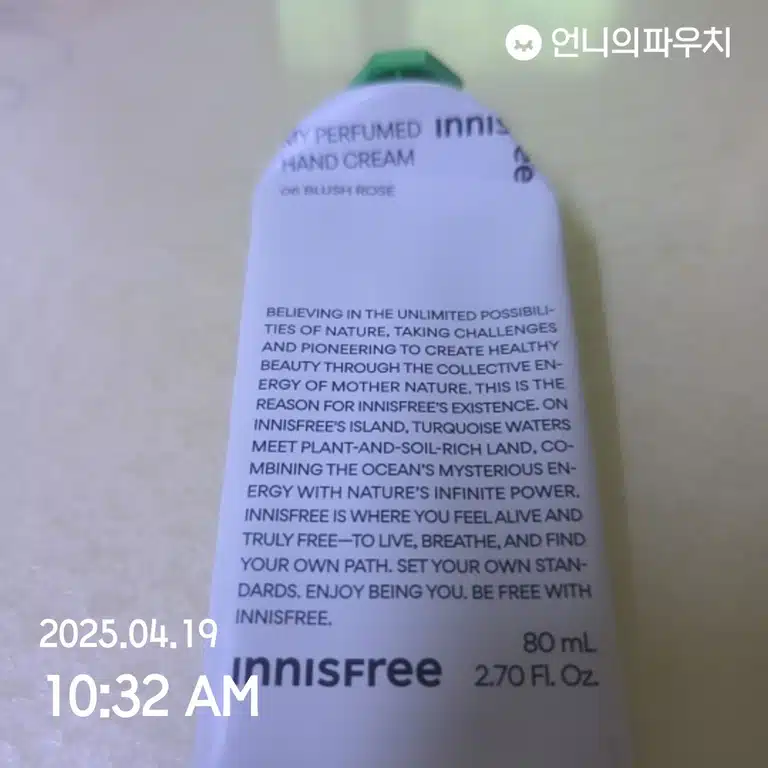 언니의파우치
MY PERFUMED
HAND CREAM
INNISFree
06 BLUSH ROSE
BELIEVING IN THE UNLIMITED POSSIBILI-
TIES OF NATURE, TAKING CHALLENGES
AND PIONEERING TO CREATE HEALTHY
BEAUTY THROUGH THE COLLECTIVE EN-
ERGY OF MOTHER NATURE. THIS IS THE
REASON FOR INNISFREE'S EXISTENCE. ON
INNISFREE'S ISLAND, TURQUOISE WATERS
MEET PLANT-AND-SOIL-RICH LAND, CO-
MBINING THE OCEAN'S MYSTERIOUS EN-
ERGY WITH NATURE'S INFINITE POWER.
INNISFREE IS WHERE YOU FEEL ALIVE AND
TRULY FREE—TO LIVE, BREATHE, AND FIND
YOUR OWN PATH. SET YOUR OWN STAN-
DARDS. ENJOY BEING YOU. BE FREE WITH
INNISFREE.
80 mL
INNISFree 2.70 Fl. Oz.
2025.04.19
10:32 AM